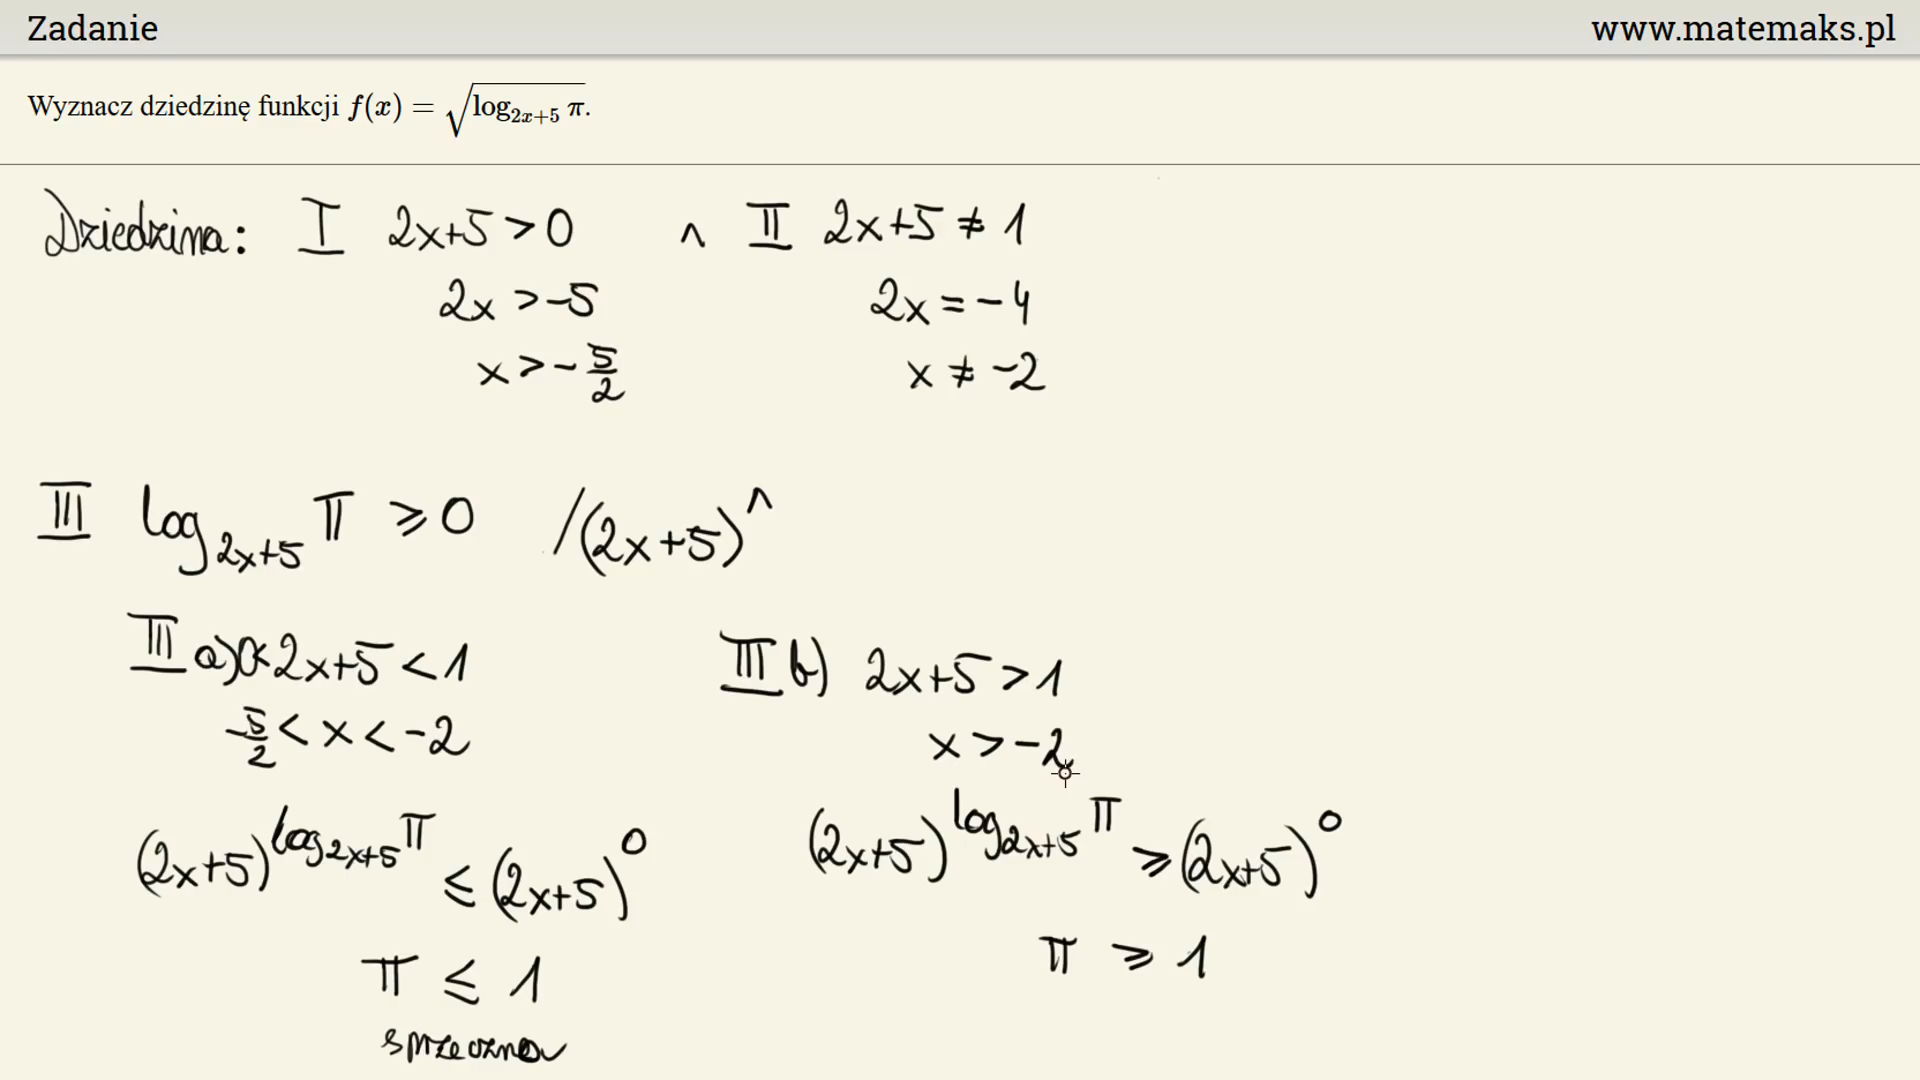 Zadanie www.matemaks.pl
Wyznacz dziedzinę funkcji f(x) = √(log_{2x+5} π).
Dziedzina: I 2x+5 > 0 ∧ II 2x+5 ≠ 1
2x > -5 2x = -4
x > -5/2 x ≠ -2
III log_{2x+5} π ⩾ 0 /(2x+5)^
III a) 0<2x+5<1 III b) 2x+5 > 1
-5/2 < x < -2 x > -2
(2x+5)^{log_{2x+5} π} ⩽ (2x+5)^0 (2x+5)^{log_{2x+5} π} ⩾ (2x+5)^0
π ⩽ 1 π ⩾ 1
sprzeczna